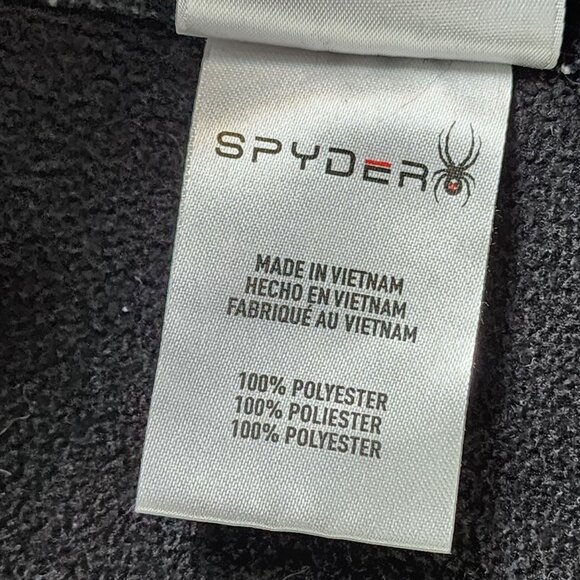 SPYDER
MADE IN VIETNAM
HECHO EN VIETNAM
FABRIQUÉ AU VIETNAM
100% POLYESTER
100% POLIESTER
100% POLYESTER